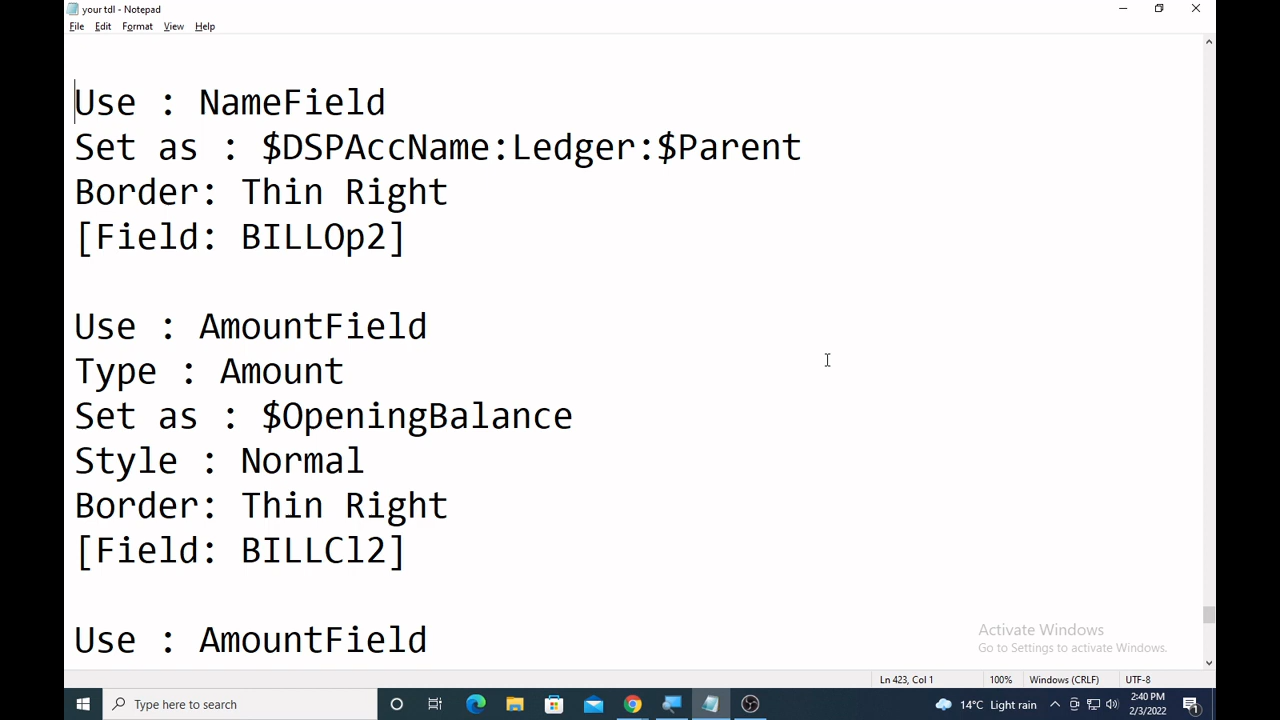 your tdl - Notepad
File Edit Format View Help
Use : NameField
Set as : $DSPAccName:Ledger:$Parent
Border: Thin Right
[Field: BILLOp2]
Use : AmountField
Type : Amount
Set as : $OpeningBalance
Style : Normal
Border: Thin Right
[Field: BILLCl2]
Use : AmountField
Activate Windows
Go to Settings to activate Windows.
Ln 423, Col 1 100% Windows (CRLF) UTF-8
Type here to search
14°C Light rain
2:40 PM
2/3/2022
1